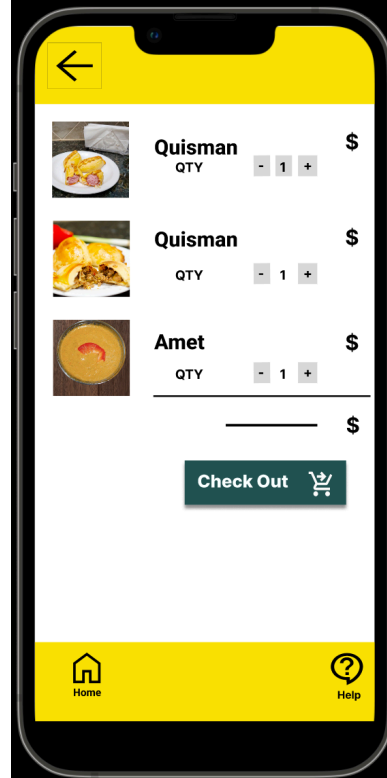 Quisman $
QTY - 1 +
Quisman $
QTY - 1 +
Amet $
QTY - 1 +
$
Check Out
Home
Help